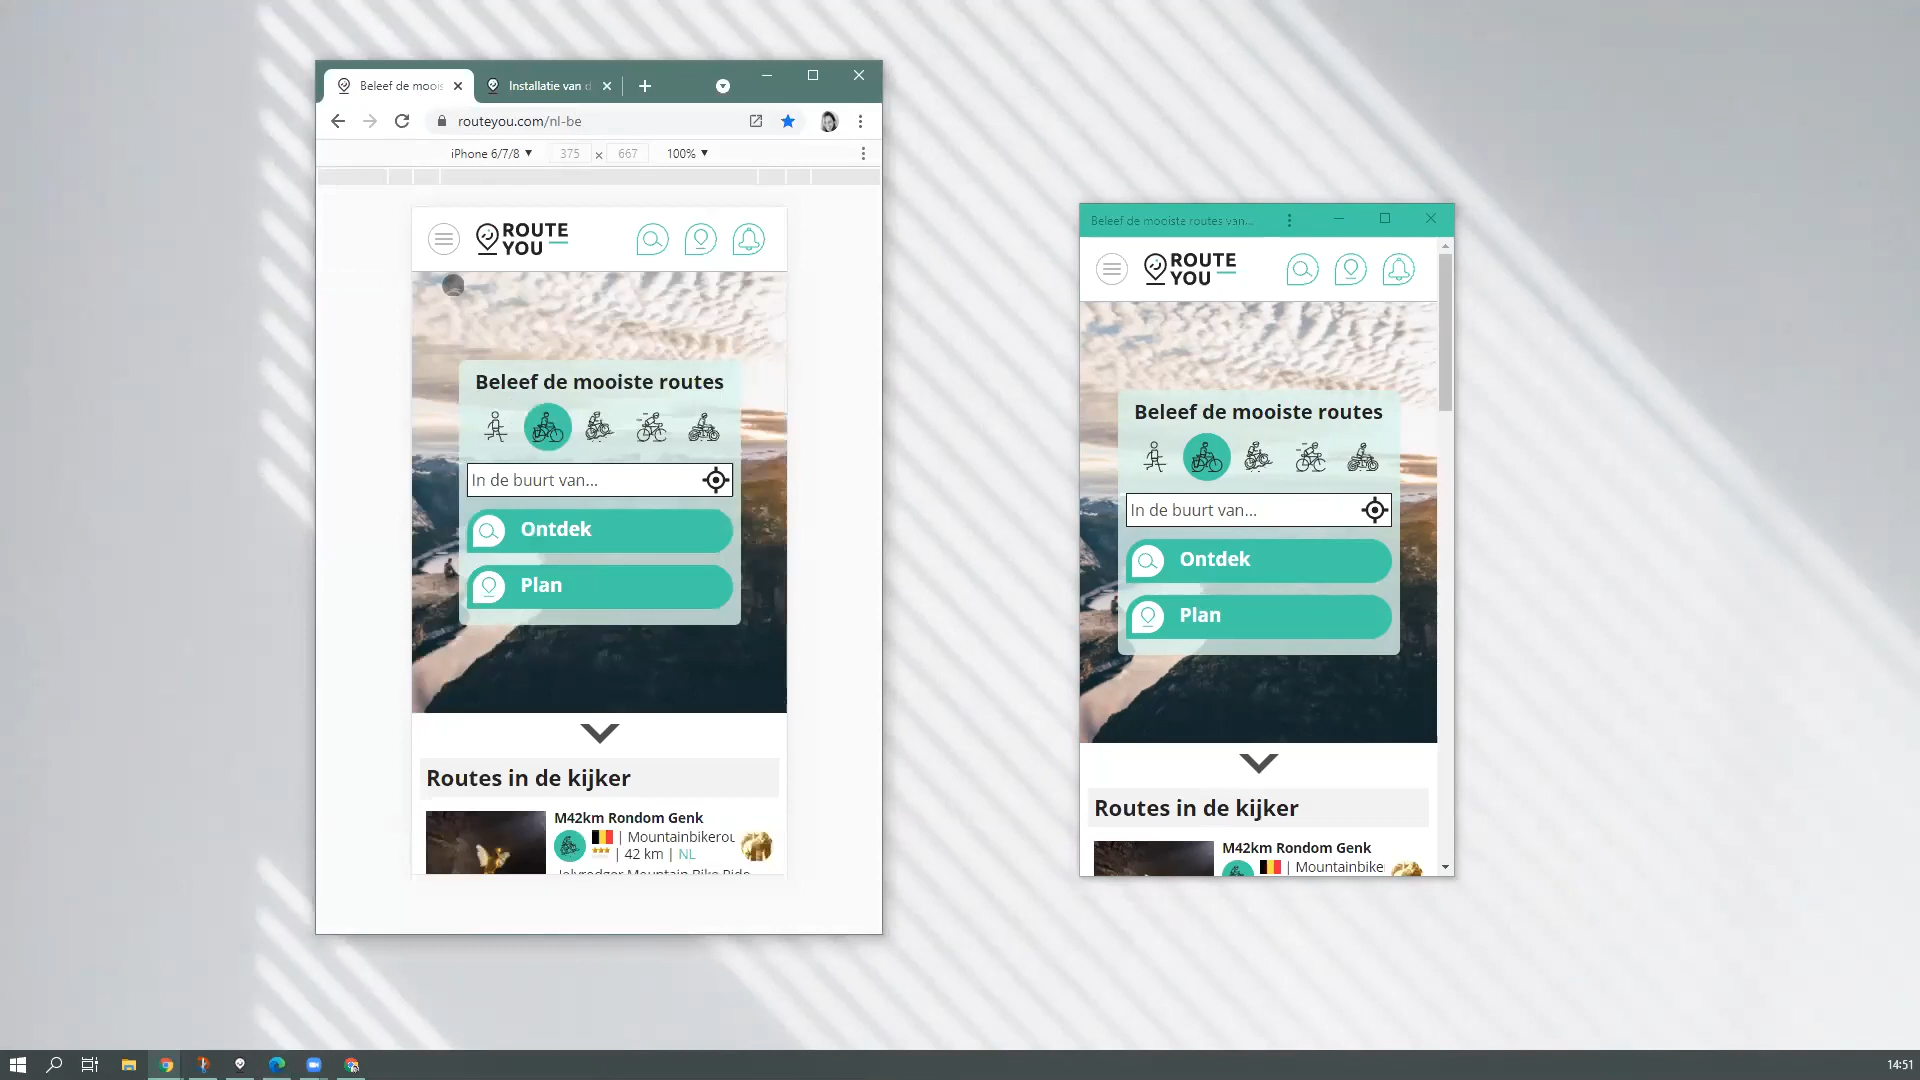 Beleef de moois
Installatie van d
routeyou.com/nl-be
iPhone 6/7/8
375 x 667
100%
ROUTE
YOU
Beleef de mooiste routes
In de buurt van...
Ontdek
Plan
Routes in de kijker
M42km Rondom Genk
| Mountainbikerou
| 42 km | NL
Beleef de mooiste routes van...
ROUTE
YOU
Beleef de mooiste routes
In de buurt van...
Ontdek
Plan
Routes in de kijker
M42km Rondom Genk
| Mountainbike
14:51